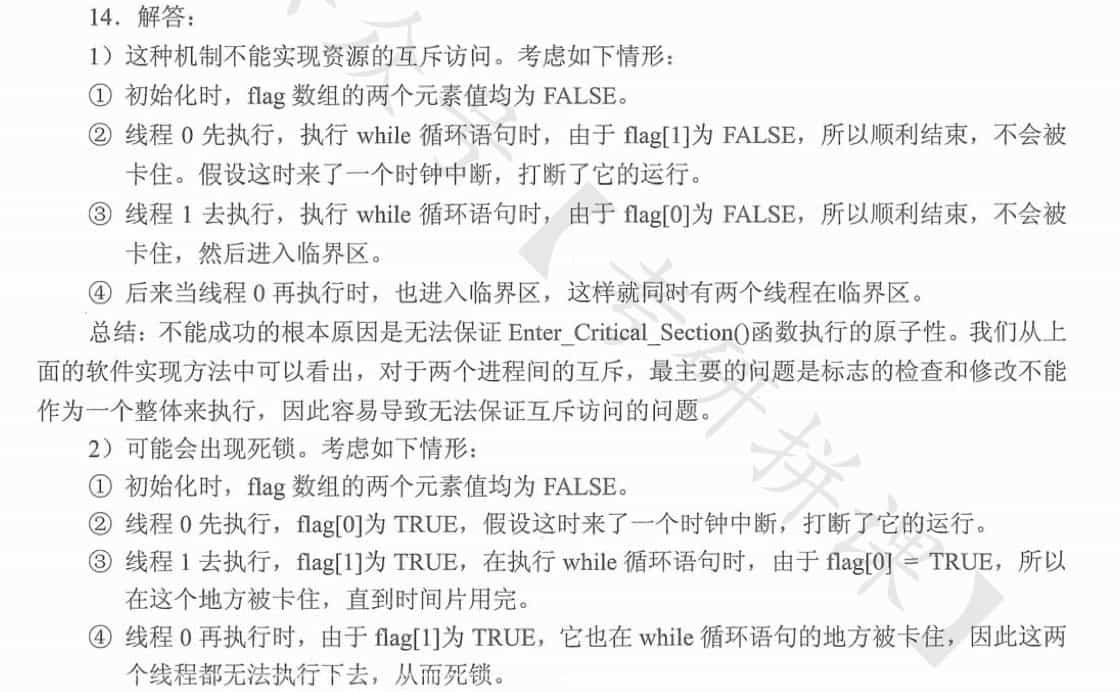 14．解答：
1）这种机制不能实现资源的互斥访问。考虑如下情形：
① 初始化时，flag 数组的两个元素值均为 FALSE。
② 线程 0 先执行，执行 while 循环语句时，由于 flag[1]为 FALSE，所以顺利结束，不会被
卡住。假设这时来了一个时钟中断，打断了它的运行。
③ 线程 1 去执行，执行 while 循环语句时，由于 flag[0]为 FALSE，所以顺利结束，不会被
卡住，然后进入临界区。
④ 后来当线程 0 再执行时，也进入临界区，这样就同时有两个线程在临界区。
总结：不能成功的根本原因是无法保证 Enter_Critical_Section()函数执行的原子性。我们从上
面的软件实现方法中可以看出，对于两个进程间的互斥，最主要的问题是标志的检查和修改不能
作为一个整体来执行，因此容易导致无法保证互斥访问的问题。
2）可能会出现死锁。考虑如下情形：
① 初始化时，flag 数组的两个元素值均为 FALSE。
② 线程 0 先执行，flag[0]为 TRUE，假设这时来了一个时钟中断，打断了它的运行。
③ 线程 1 去执行，flag[1]为 TRUE，在执行 while 循环语句时，由于 flag[0] = TRUE，所以
在这个地方被卡住，直到时间片用完。
④ 线程 0 再执行时，由于 flag[1]为 TRUE，它也在 while 循环语句的地方被卡住，因此这两
个线程都无法执行下去，从而死锁。
众号【考研拼课】